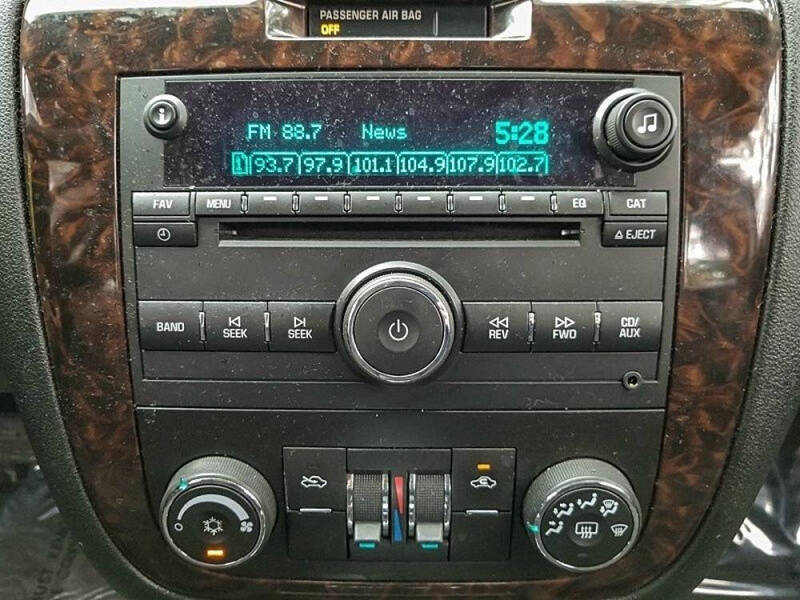 PASSENGER AIR BAG
OFF
i
FM 88.7 News 5:28
1 93.7 97.9 101.1 104.9 107.9 102.7
FAV MENU EQ CAT
EJECT
BAND SEEK SEEK REV FWD CD/
AUX